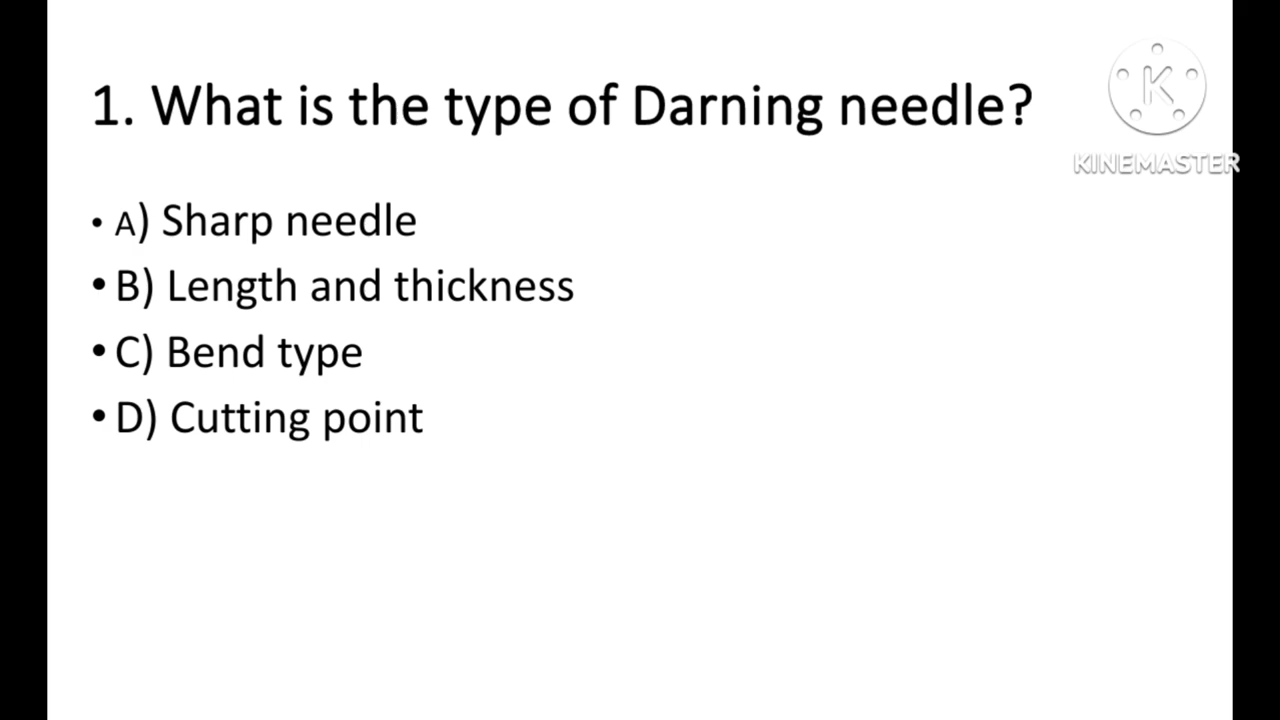 1. What is the type of Darning needle?
KINEMASTER
• A) Sharp needle
• B) Length and thickness
• C) Bend type
• D) Cutting point